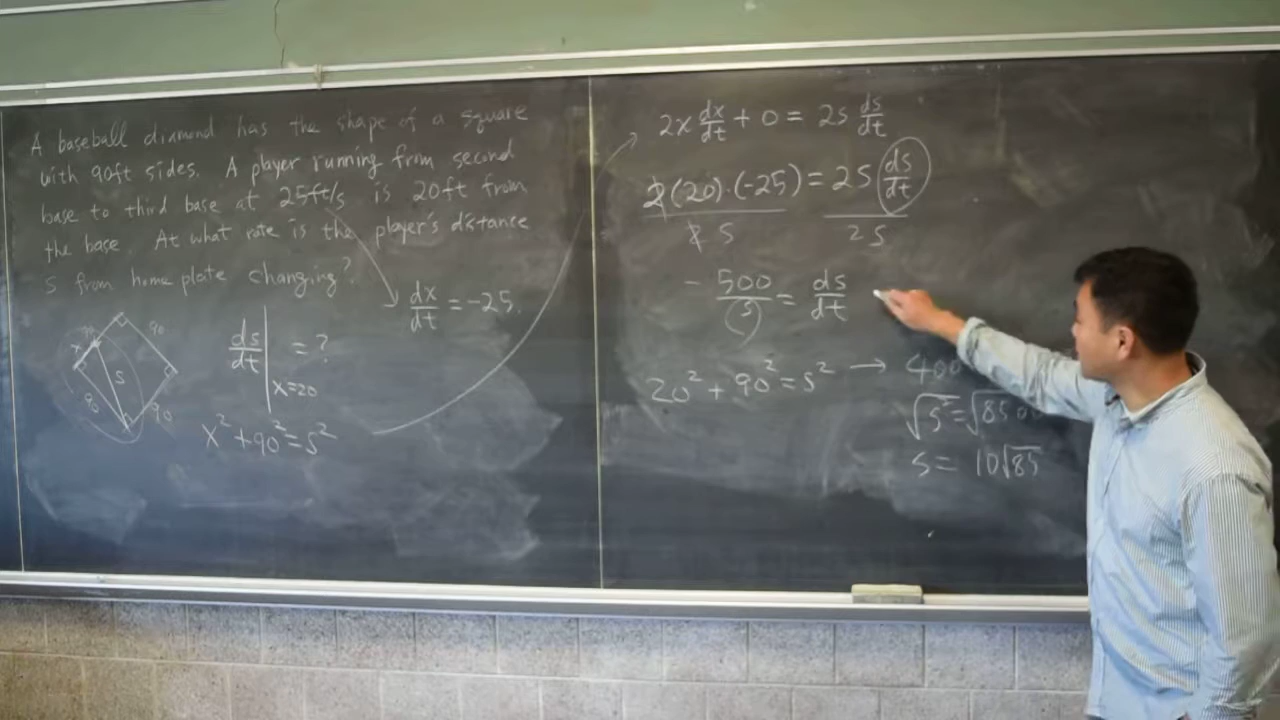 A baseball diamond has the shape of a square
with 90ft sides. A player running from second
base to third base at 25ft/s is 20ft from
the base. At what rate is the player's distance
s from home plate changing?
dx/dt = -25.
90
x
s
90
90
ds/dt | x=20 = ?
x² + 90² = s²
2x dx/dt + 0 = 2s ds/dt
2(20)·(-25) / 2s = 2s ds/dt / 2s
- 500/s = ds/dt
20² + 90² = s² → 400
√s² = √8500
s = 10√85